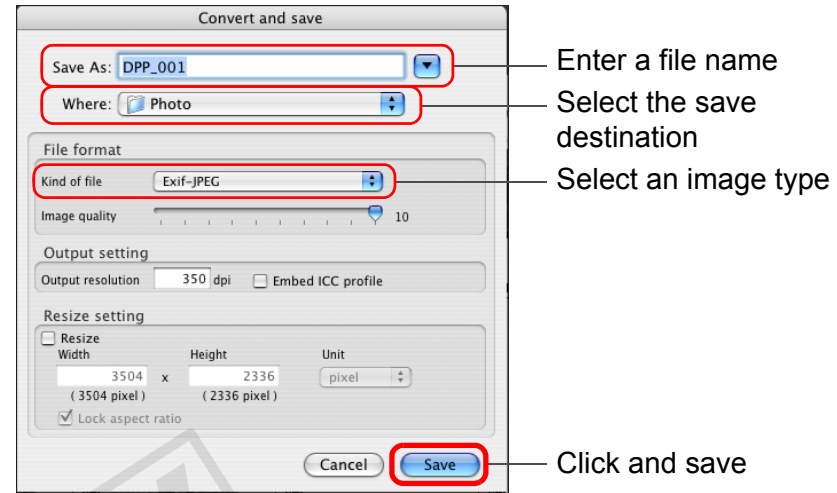 Convert and save
Save As: DPP_001
Enter a file name
Where: Photo
Select the save
destination
File format
Kind of file Exif-JPEG
Select an image type
Image quality 10
Output setting
Output resolution 350 dpi Embed ICC profile
Resize setting
Resize
Width Height Unit
3504 x 2336 pixel
(3504 pixel) (2336 pixel)
Lock aspect ratio
Cancel Save
Click and save